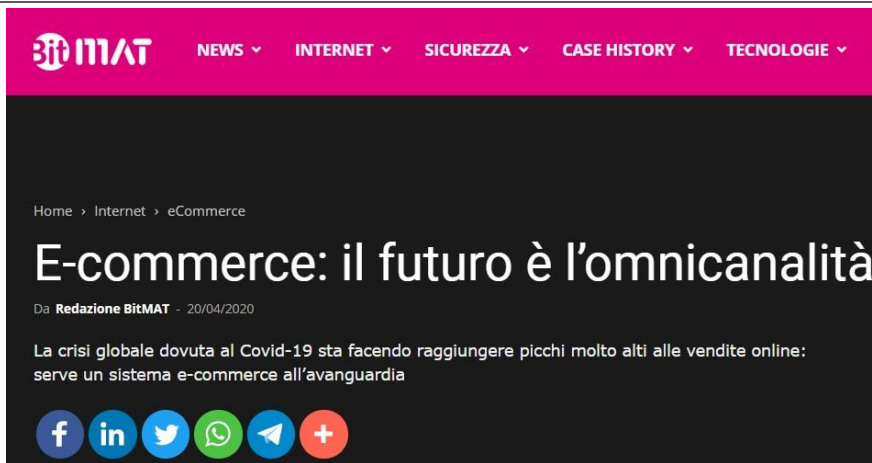 BitMAT NEWS INTERNET SICUREZZA CASE HISTORY TECNOLOGIE
Home › Internet › eCommerce
E-commerce: il futuro è l’omnicanalità
Da Redazione BitMAT - 20/04/2020
La crisi globale dovuta al Covid-19 sta facendo raggiungere picchi molto alti alle vendite online:
serve un sistema e-commerce all’avanguardia